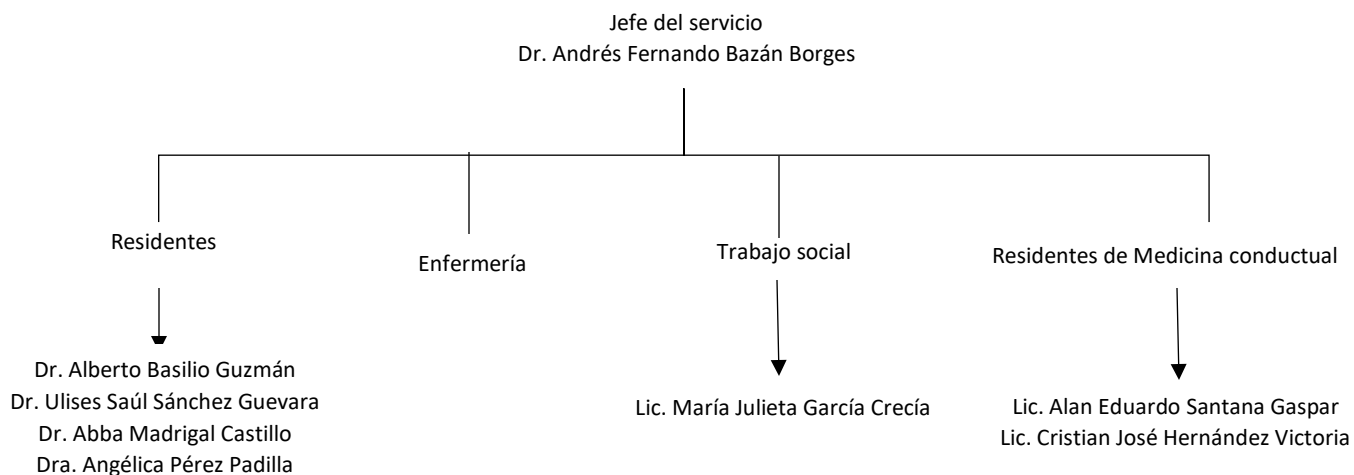 Jefe del servicio
Dr. Andrés Fernando Bazán Borges
Residentes
Enfermería
Trabajo social
Residentes de Medicina conductual
Dr. Alberto Basilio Guzmán
Dr. Ulises Saúl Sánchez Guevara
Dr. Abba Madrigal Castillo
Dra. Angélica Pérez Padilla
Lic. María Julieta García Crecía
Lic. Alan Eduardo Santana Gaspar
Lic. Cristian José Hernández Victoria